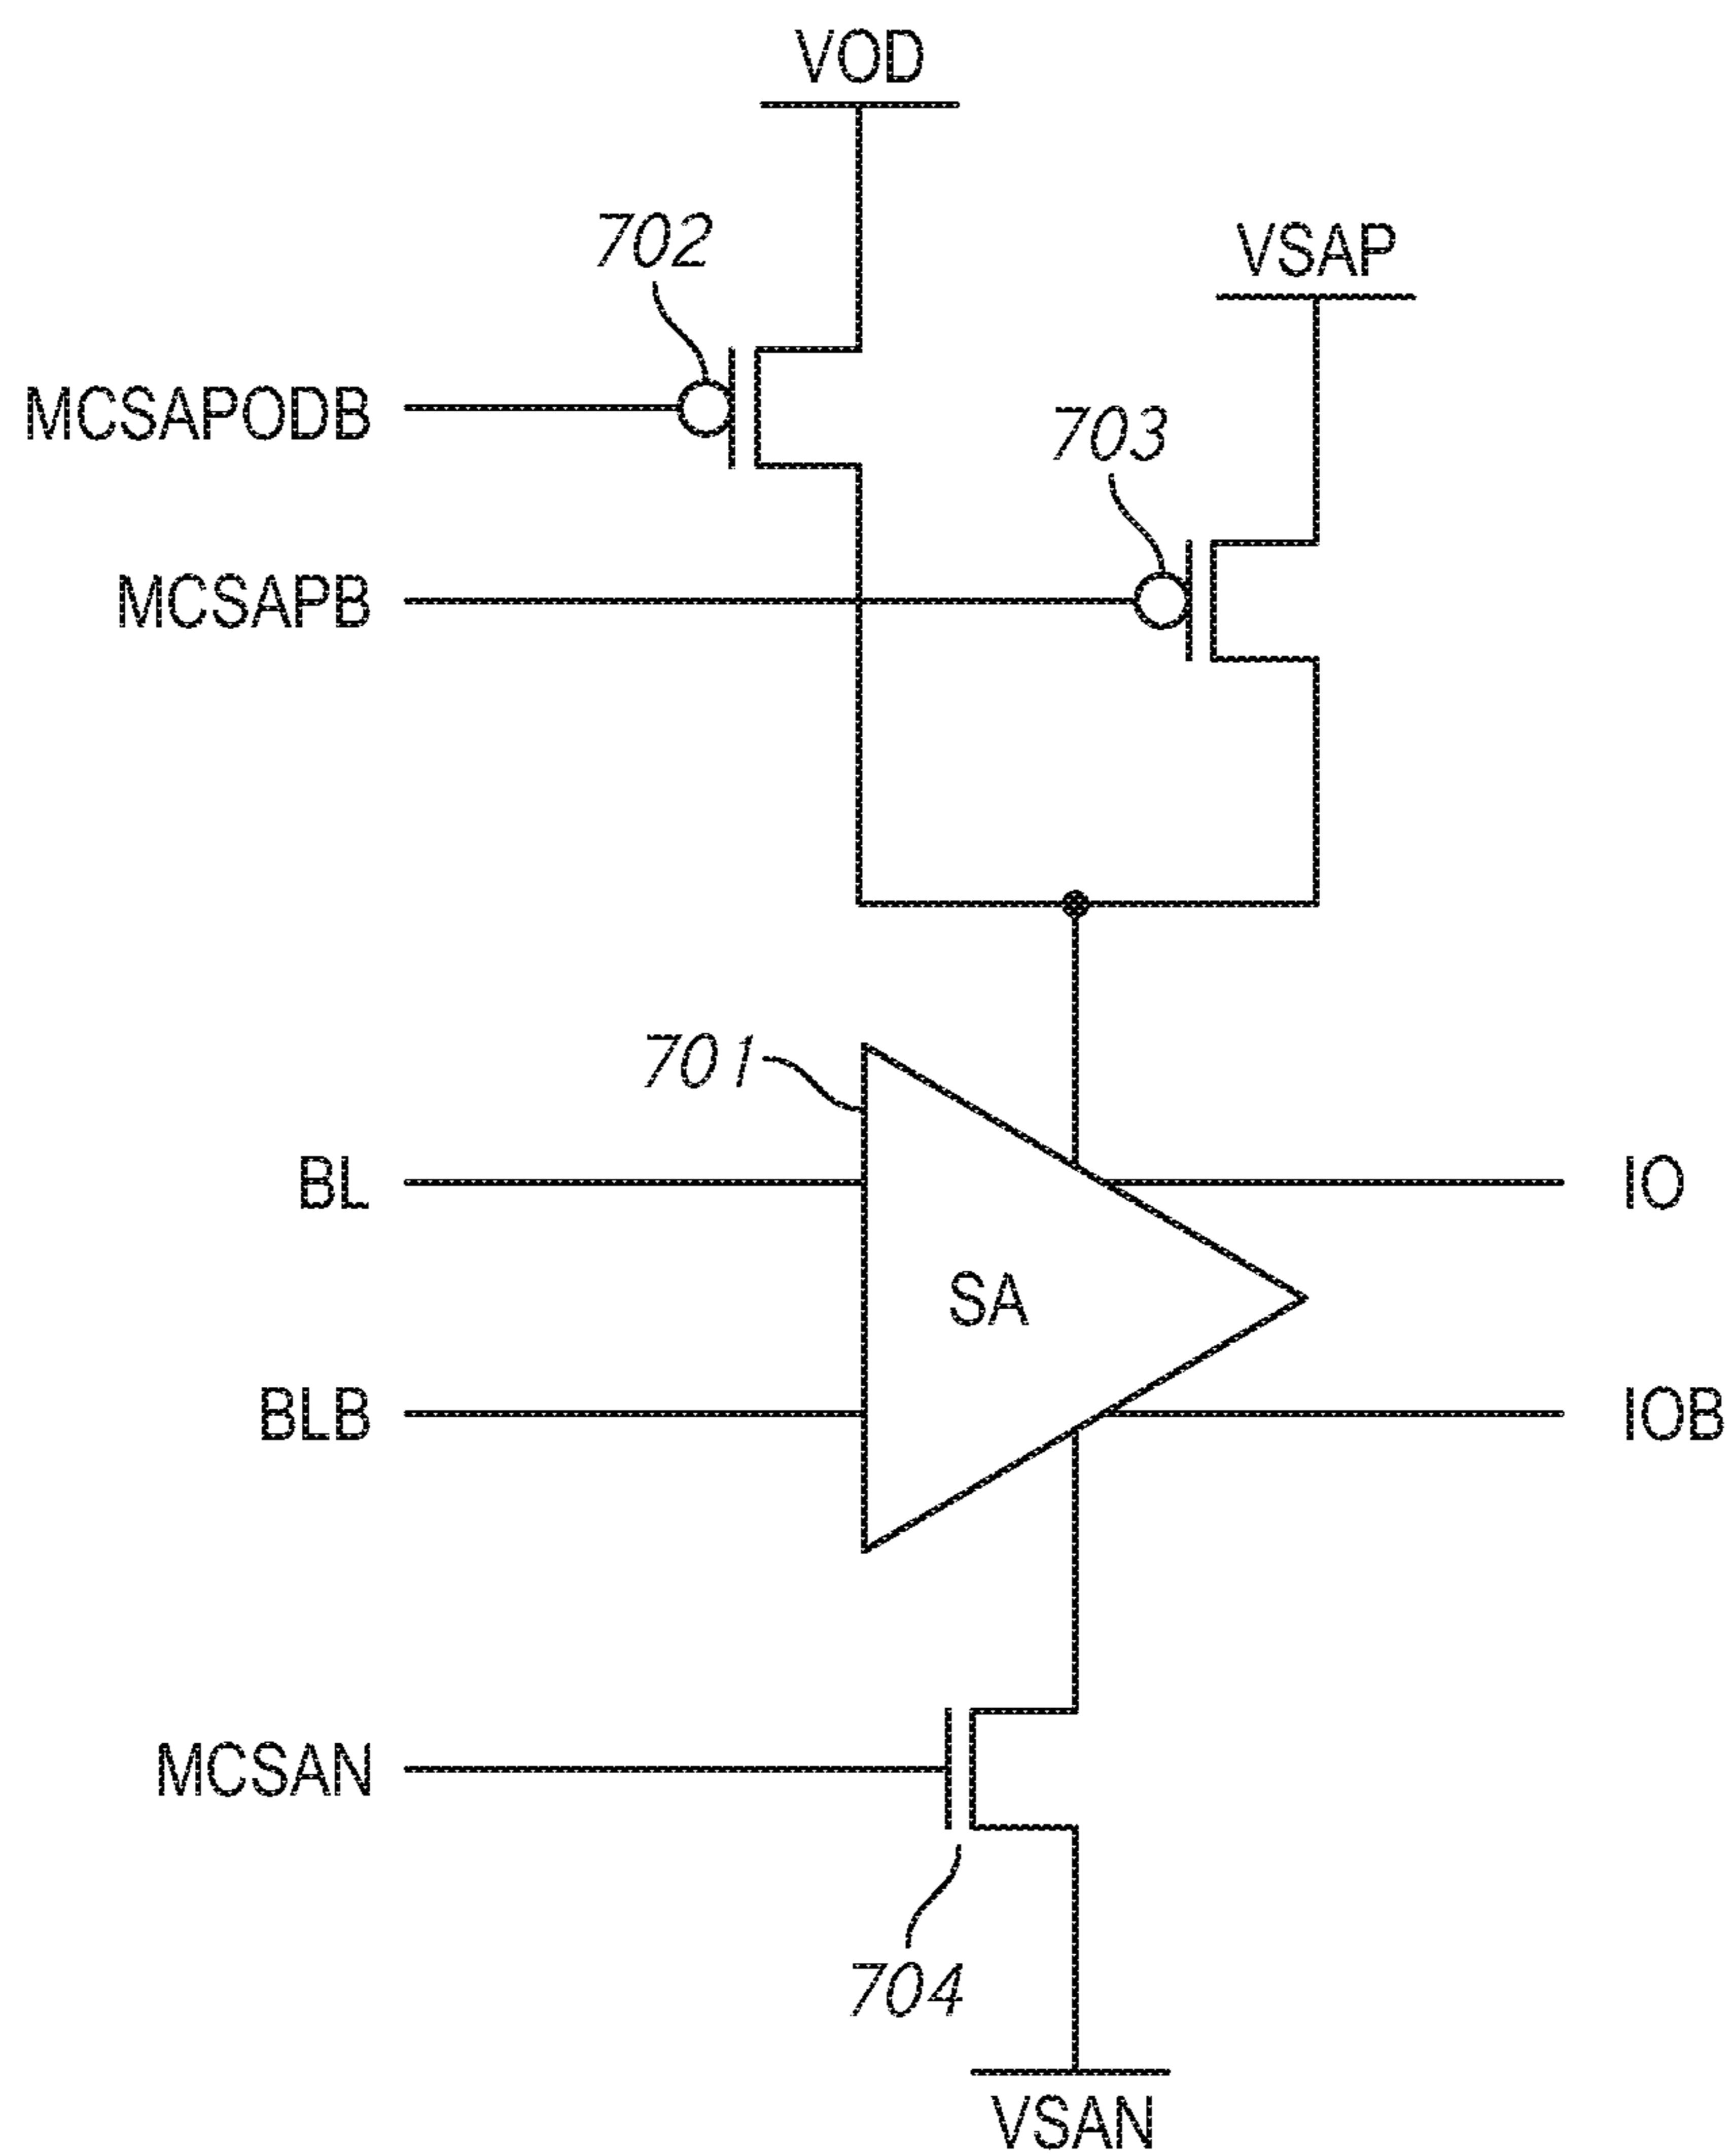 VOD
702
VSAP
MCSAPODB
703
MCSAPB
701
BL
IO
SA
BLB
IOB
MCSAN
704
VSAN